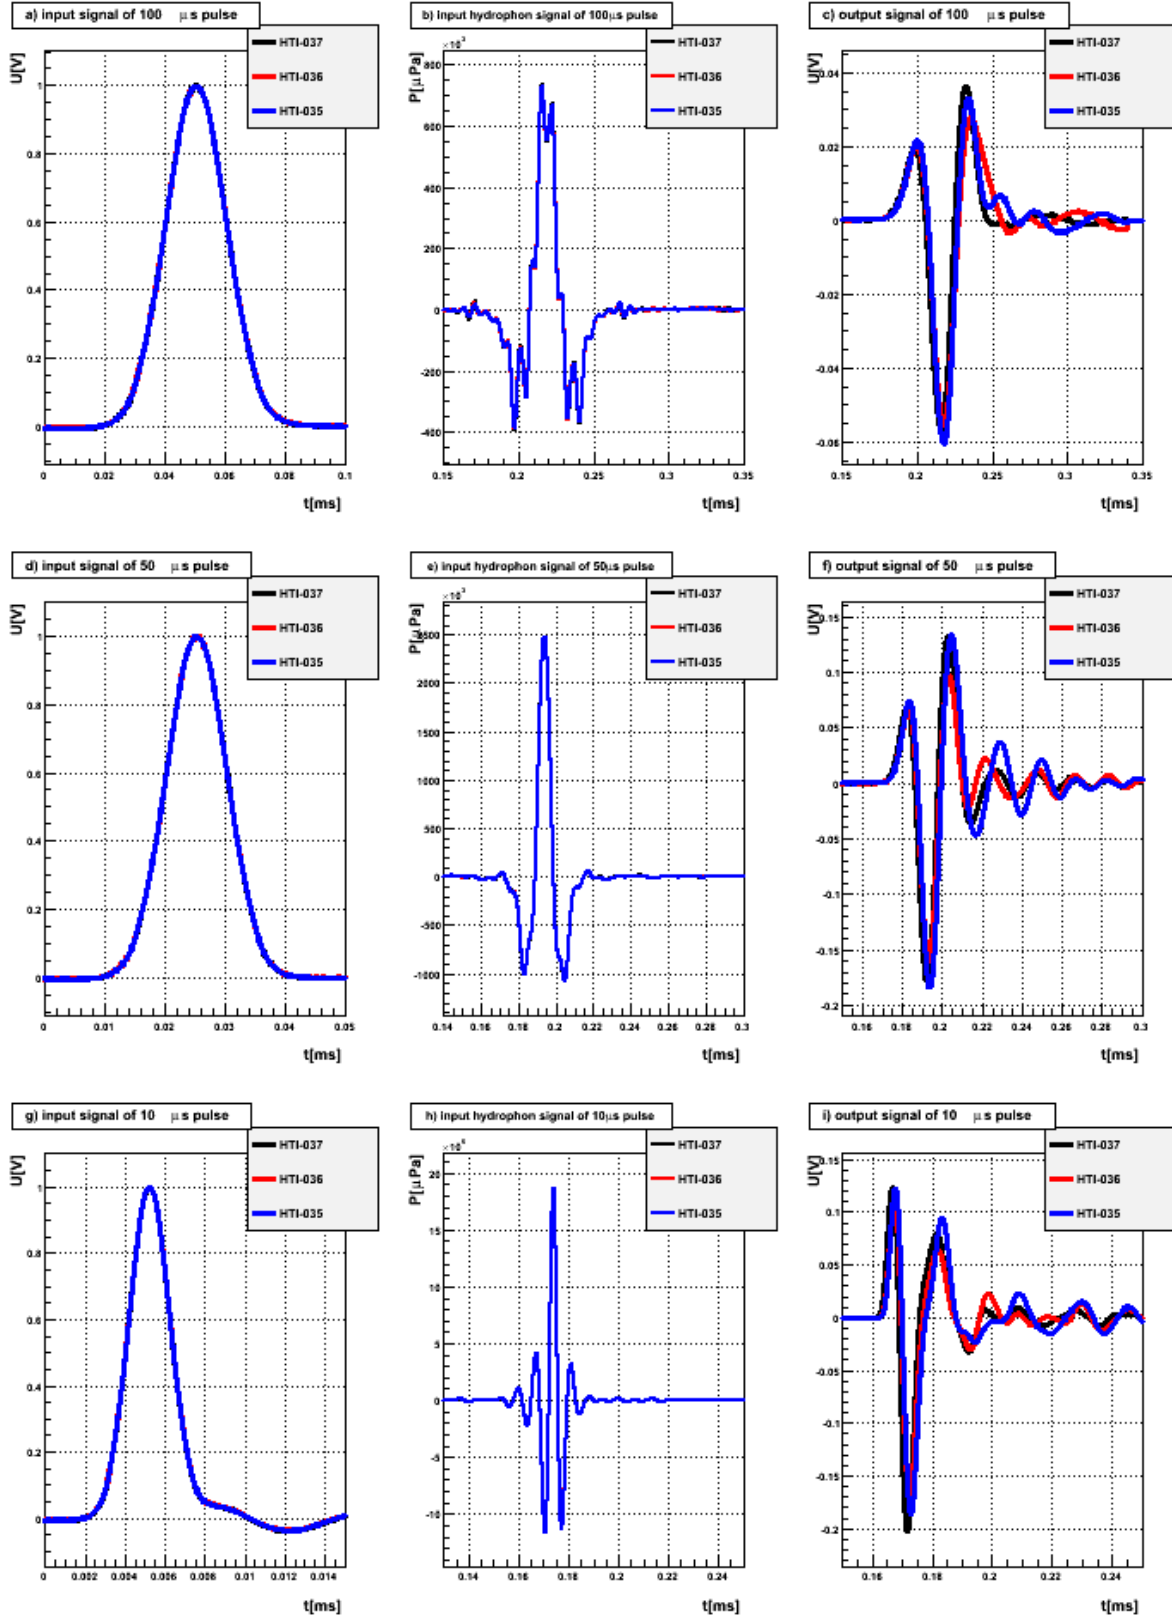 a) input signal of 100 μs pulse
U[V]
HTI-037
HTI-036
HTI-035
1
0.8
0.6
0.4
0.2
0
0 0.02 0.04 0.06 0.08 0.1
t[ms]
b) input hydrophon signal of 100μs pulse
×10³
P[μPa]
HTI-037
HTI-036
HTI-035
800
600
400
200
0
-200
-400
0.15 0.2 0.25 0.3 0.35
t[ms]
c) output signal of 100 μs pulse
U[V]
HTI-037
HTI-036
HTI-035
0.04
0.02
0
-0.02
-0.04
-0.06
0.15 0.2 0.25 0.3 0.35
t[ms]
d) input signal of 50 μs pulse
U[V]
HTI-037
HTI-036
HTI-035
1
0.8
0.6
0.4
0.2
0
0 0.01 0.02 0.03 0.04 0.05
t[ms]
e) input hydrophon signal of 50μs pulse
×10³
P[μPa]
HTI-037
HTI-036
HTI-035
2500
2000
1500
1000
500
0
-500
-1000
0.14 0.16 0.18 0.2 0.22 0.24 0.26 0.28 0.3
t[ms]
f) output signal of 50 μs pulse
U[V]
HTI-037
HTI-036
HTI-035
0.15
0.1
0.05
0
-0.05
-0.1
-0.15
-0.2
0.16 0.18 0.2 0.22 0.24 0.26 0.28 0.3
t[ms]
g) input signal of 10 μs pulse
U[V]
HTI-037
HTI-036
HTI-035
1
0.8
0.6
0.4
0.2
0
0 0.002 0.004 0.006 0.008 0.01 0.012 0.014
t[ms]
h) input hydrophon signal of 10μs pulse
P[μPa]
HTI-037
HTI-036
HTI-035
20
15
10
5
0
-5
-10
0.14 0.16 0.18 0.2 0.22 0.24
t[ms]
i) output signal of 10 μs pulse
U[V]
HTI-037
HTI-036
HTI-035
0.15
0.1
0.05
0
-0.05
-0.1
-0.15
-0.2
0.16 0.18 0.2 0.22 0.24
t[ms]